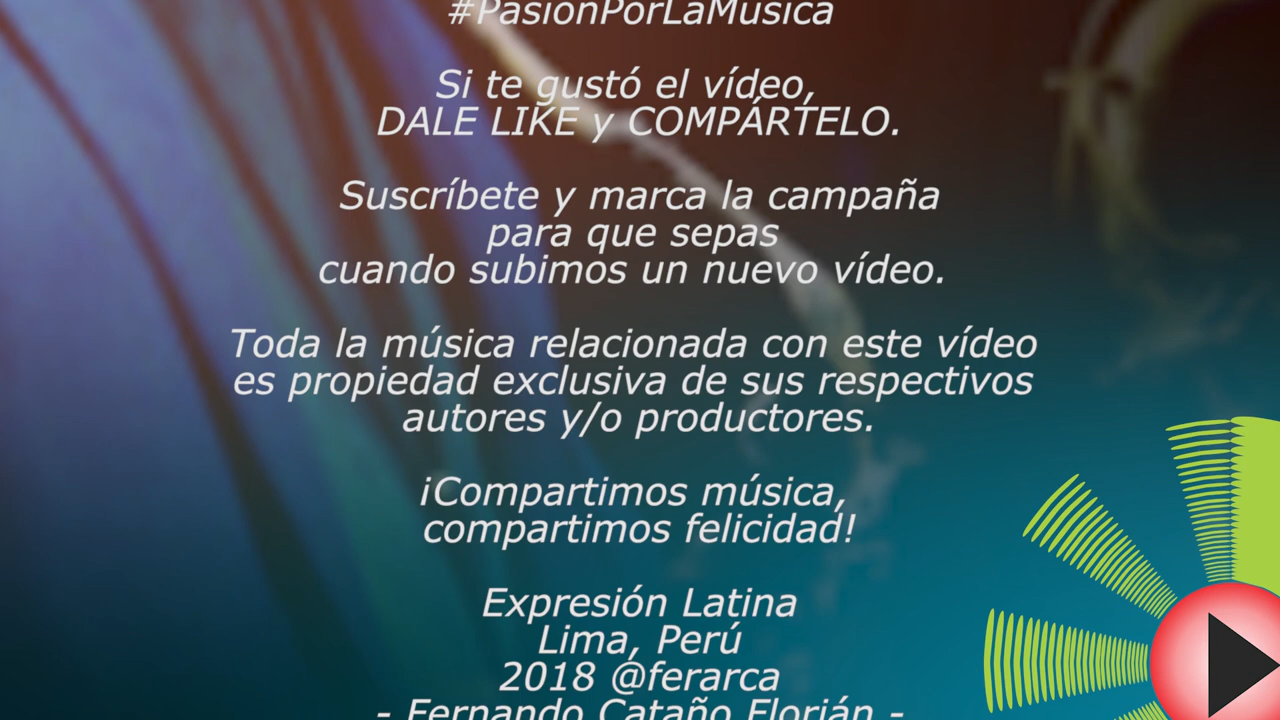 #PasiónPorLaMúsica
Si te gustó el vídeo,
DALE LIKE y COMPÁRTELO.
Suscríbete y marca la campaña
para que sepas
cuando subimos un nuevo vídeo.
Toda la música relacionada con este vídeo
es propiedad exclusiva de sus respectivos
autores y/o productores.
¡Compartimos música,
compartimos felicidad!
Expresión Latina
Lima, Perú
2018 @ferarca
- Fernando Cataño Florián -